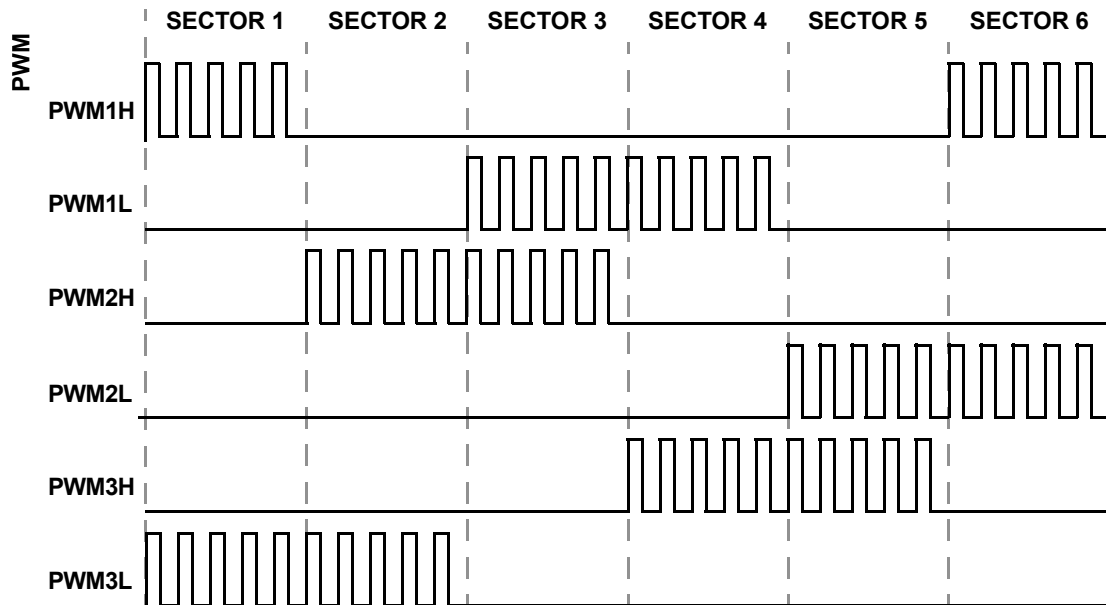 SECTOR 1 SECTOR 2 SECTOR 3 SECTOR 4 SECTOR 5 SECTOR 6
PWM
PWM1H
PWM1L
PWM2H
PWM2L
PWM3H
PWM3L